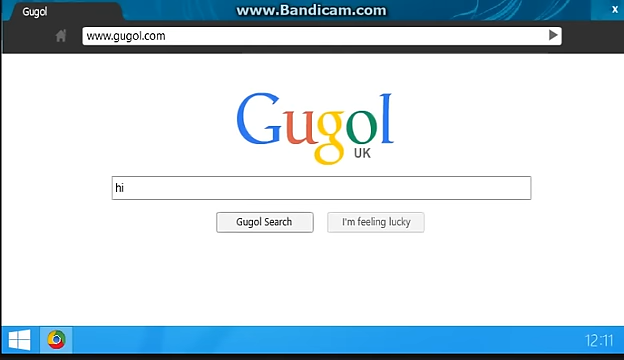 www.Bandicam.com
Gugol
x
www.gugol.com
Gugol
UK
hi
Gugol Search
I'm feeling lucky
12:11